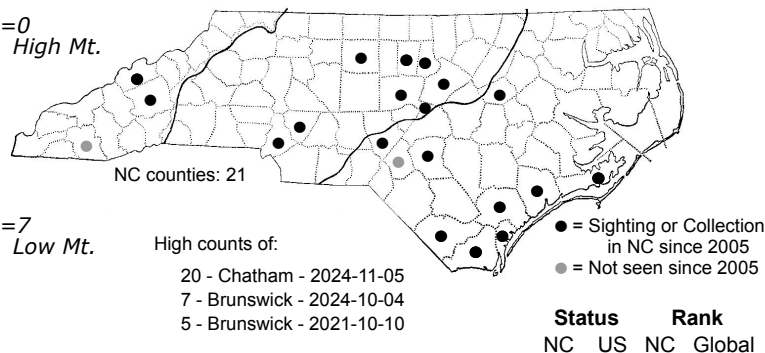 =0
High Mt.
NC counties: 21
=7
Low Mt.
High counts of:
20 - Chatham - 2024-11-05
7 - Brunswick - 2024-10-04
5 - Brunswick - 2021-10-10
= Sighting or Collection
in NC since 2005
= Not seen since 2005
Status Rank
NC US NC Global